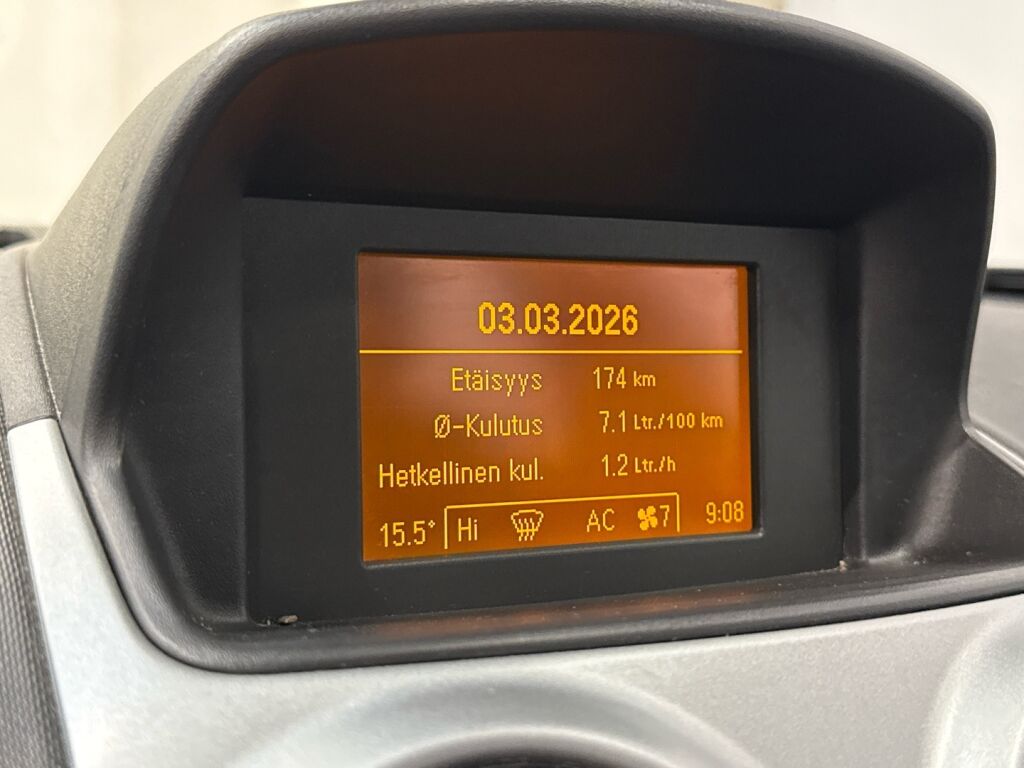 03.03.2026
Etäisyys 174 km
Ø-Kulutus 7.1 Ltr./100 km
Hetkellinen kul. 1.2 Ltr./h
15.5° Hi AC 7 9:08